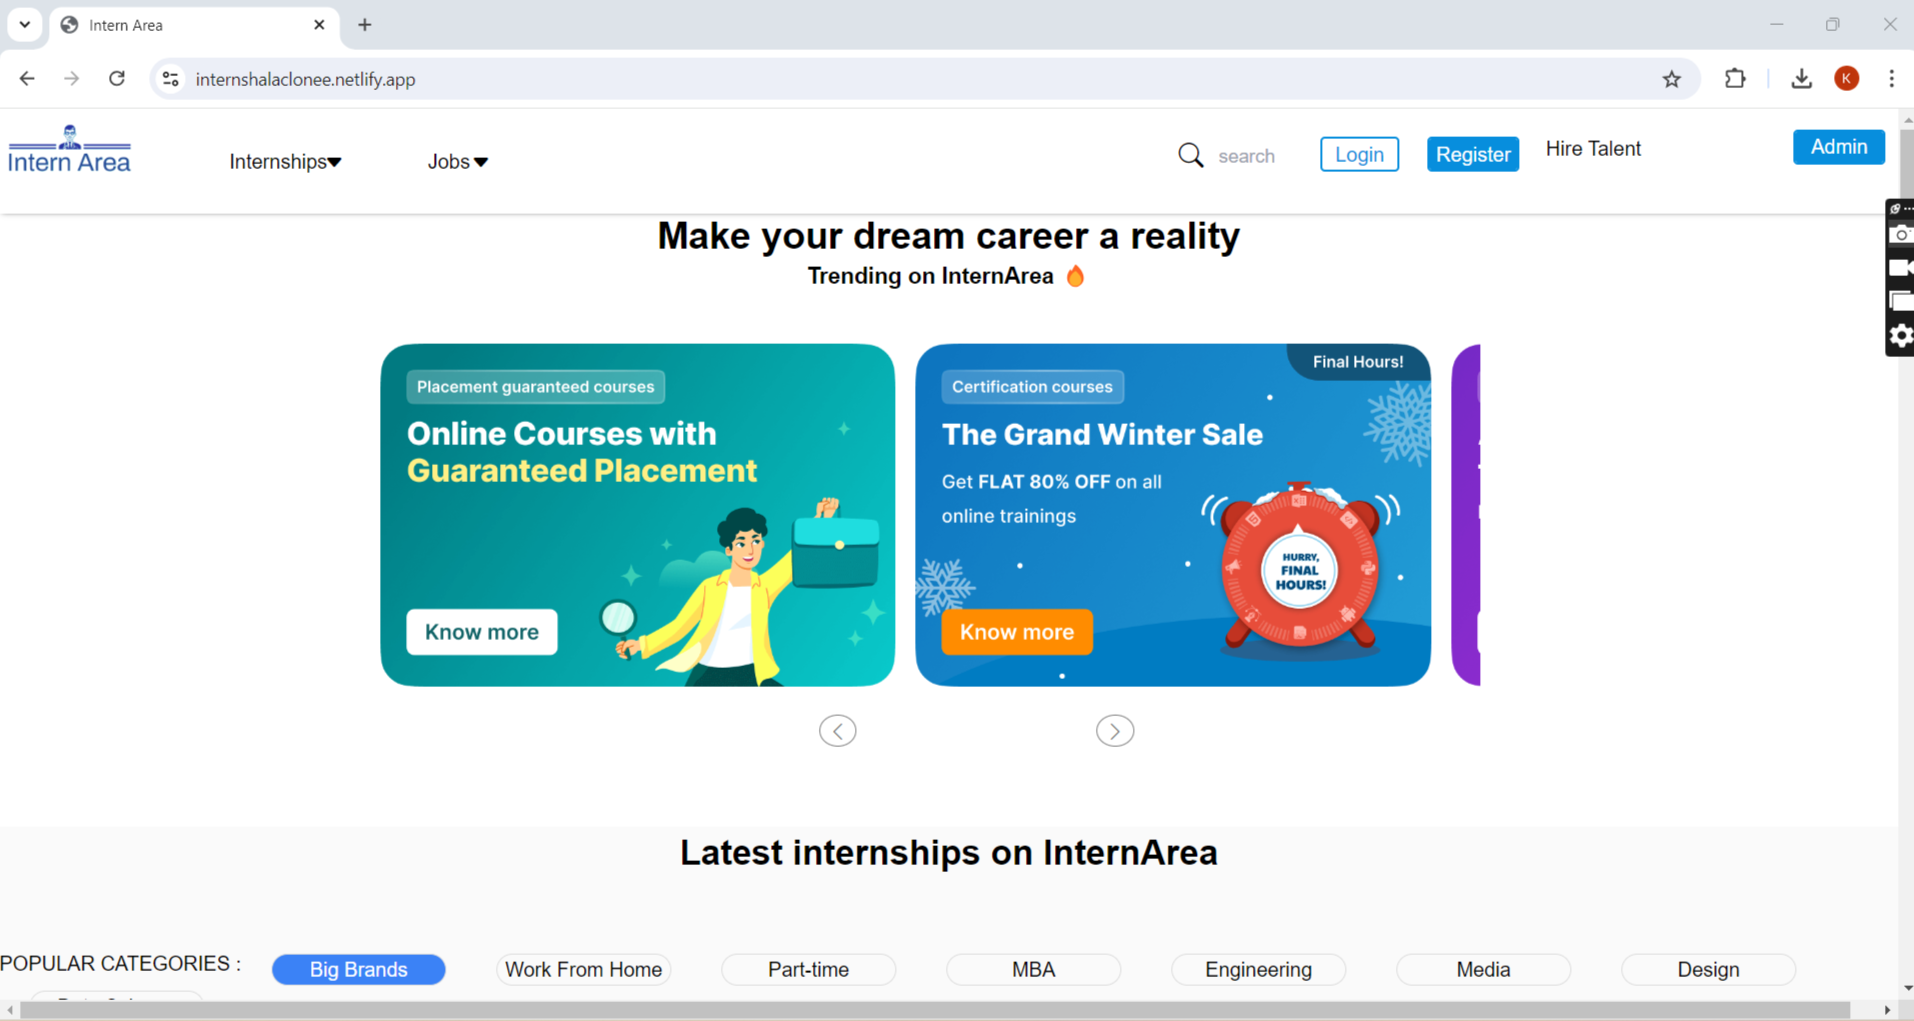 Intern Area
internshalaclonee.netlify.app
K
Intern Area
Internships
Jobs
search
Login
Register
Hire Talent
Admin
Make your dream career a reality
Trending on InternArea
Placement guaranteed courses
Online Courses with
Guaranteed Placement
Know more
Final Hours!
Certification courses
The Grand Winter Sale
Get FLAT 80% OFF on all
online trainings
HURRY,
FINAL
HOURS!
Know more
Latest internships on InternArea
POPULAR CATEGORIES :
Big Brands
Work From Home
Part-time
MBA
Engineering
Media
Design